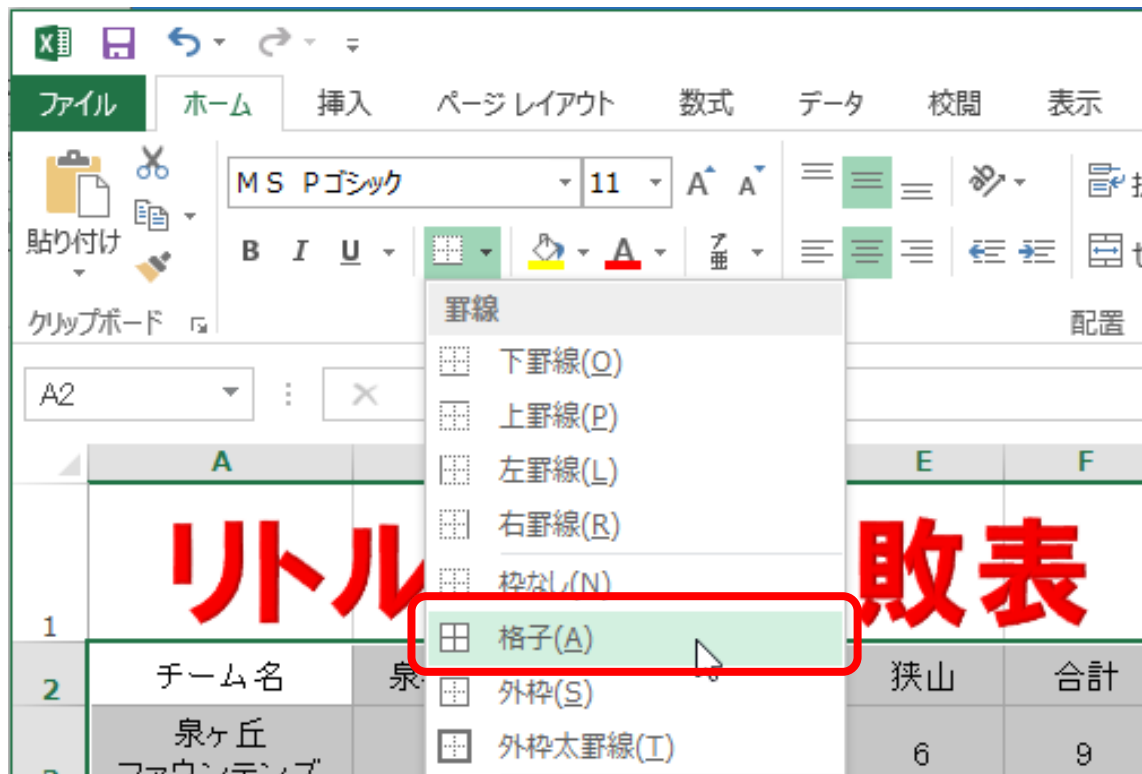 ファイル ホーム 挿入 ページ レイアウト 数式 データ 校閲 表示
ＭＳ Ｐゴシック 11
貼り付け
B I U A
クリップボード 配置
罫線
下罫線(O)
上罫線(P)
左罫線(L)
右罫線(R)
枠なし(N)
格子(A)
外枠(S)
外枠太罫線(T)
A2
A E F
1 リトル 敗表
2 チーム名 泉 狭山 合計
泉ヶ丘
ファウンテンズ 6 9